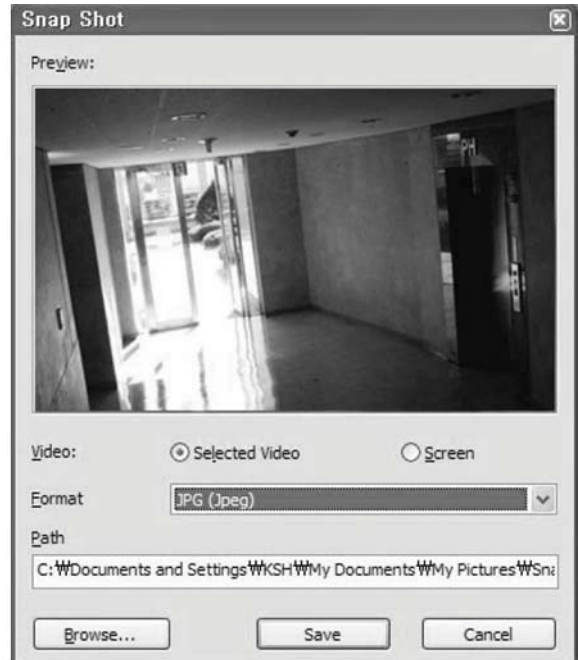 Snap Shot
Preview:
PH
Video:
Selected Video
Screen
Format
JPG (Jpeg)
Path
C:₩Documents and Settings₩KSH₩My Documents₩My Pictures₩Sna
Browse...
Save
Cancel